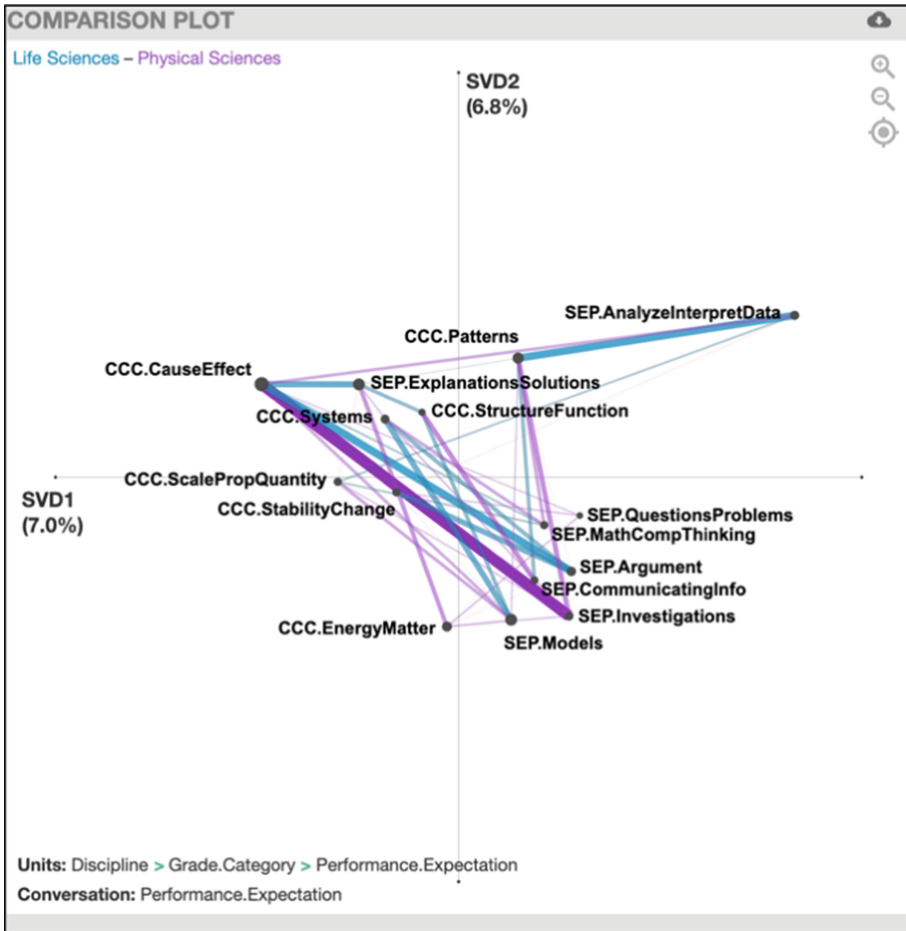 COMPARISON PLOT
Life Sciences – Physical Sciences
SVD2
(6.8%)
SEP.AnalyzeInterpretData
CCC.Patterns
CCC.CauseEffect
SEP.ExplanationsSolutions
CCC.StructureFunction
CCC.Systems
CCC.ScalePropQuantity
SVD1
(7.0%)
CCC.StabilityChange
SEP.QuestionsProblems
SEP.MathCompThinking
SEP.Argument
SEP.CommunicatingInfo
SEP.Investigations
CCC.EnergyMatter
SEP.Models
Units: Discipline > Grade.Category > Performance.Expectation
Conversation: Performance.Expectation